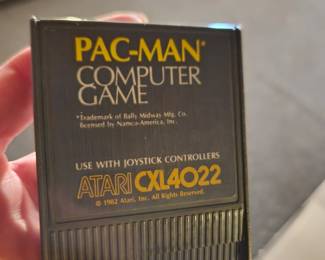 PAC-MAN*
COMPUTER
GAME
*Trademark of Bally Midway Mfg. Co.
licensed by Namco-America, Inc.
USE WITH JOYSTICK CONTROLLERS
ATARI CXL4022
© 1982 Atari, Inc. All Rights Reserved.